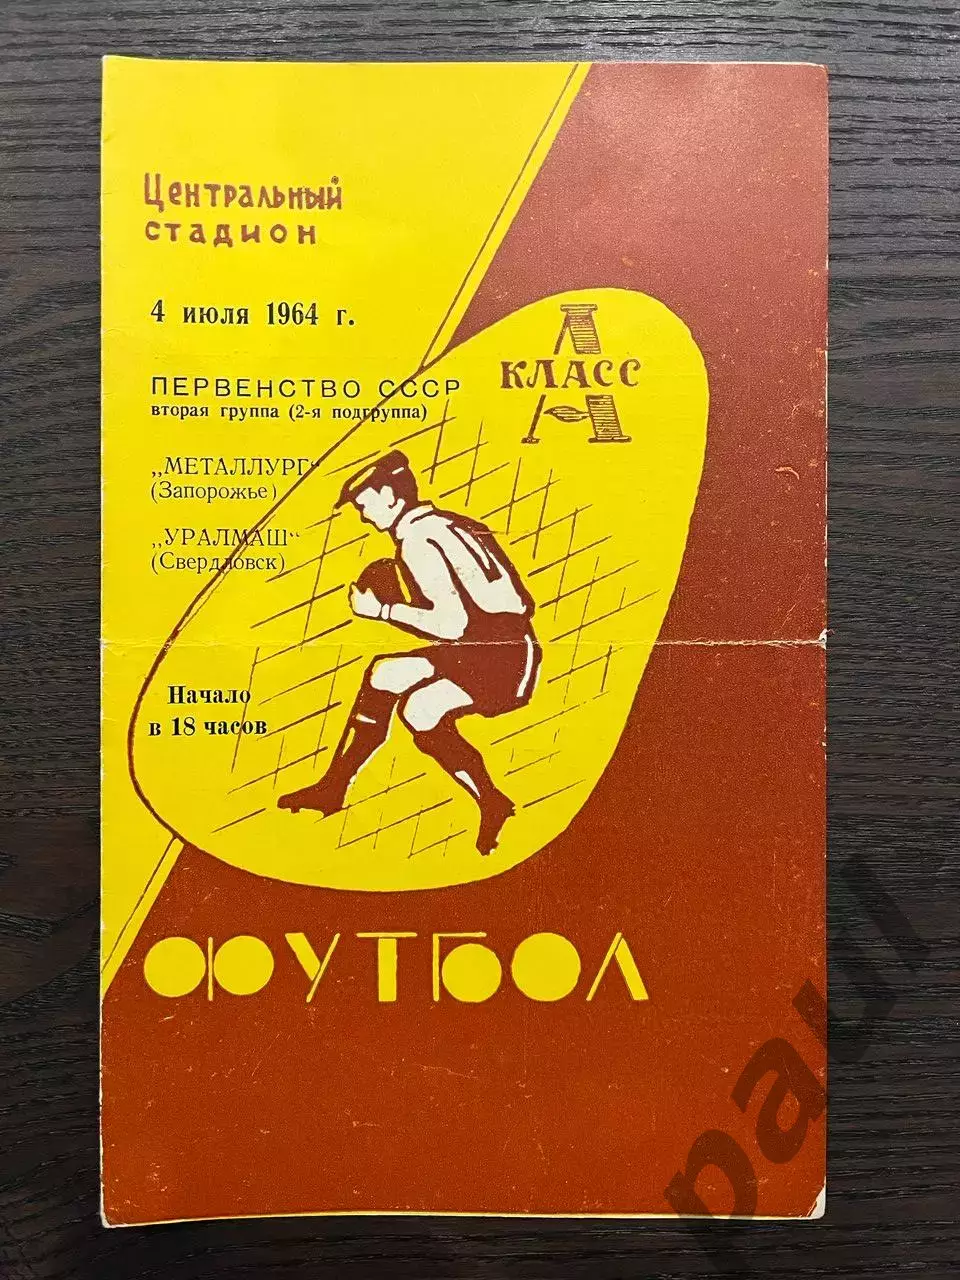 Центральный
стадион
4 июля 1964 г.
А
КЛАСС
ПЕРВЕНСТВО СССР
вторая группа (2-я подгруппа)
„МЕТАЛЛУРГ“
(Запорожье)
„УРАЛМАШ“
(Свердловск)
Начало
в 18 часов
ФУТБОЛ
paul